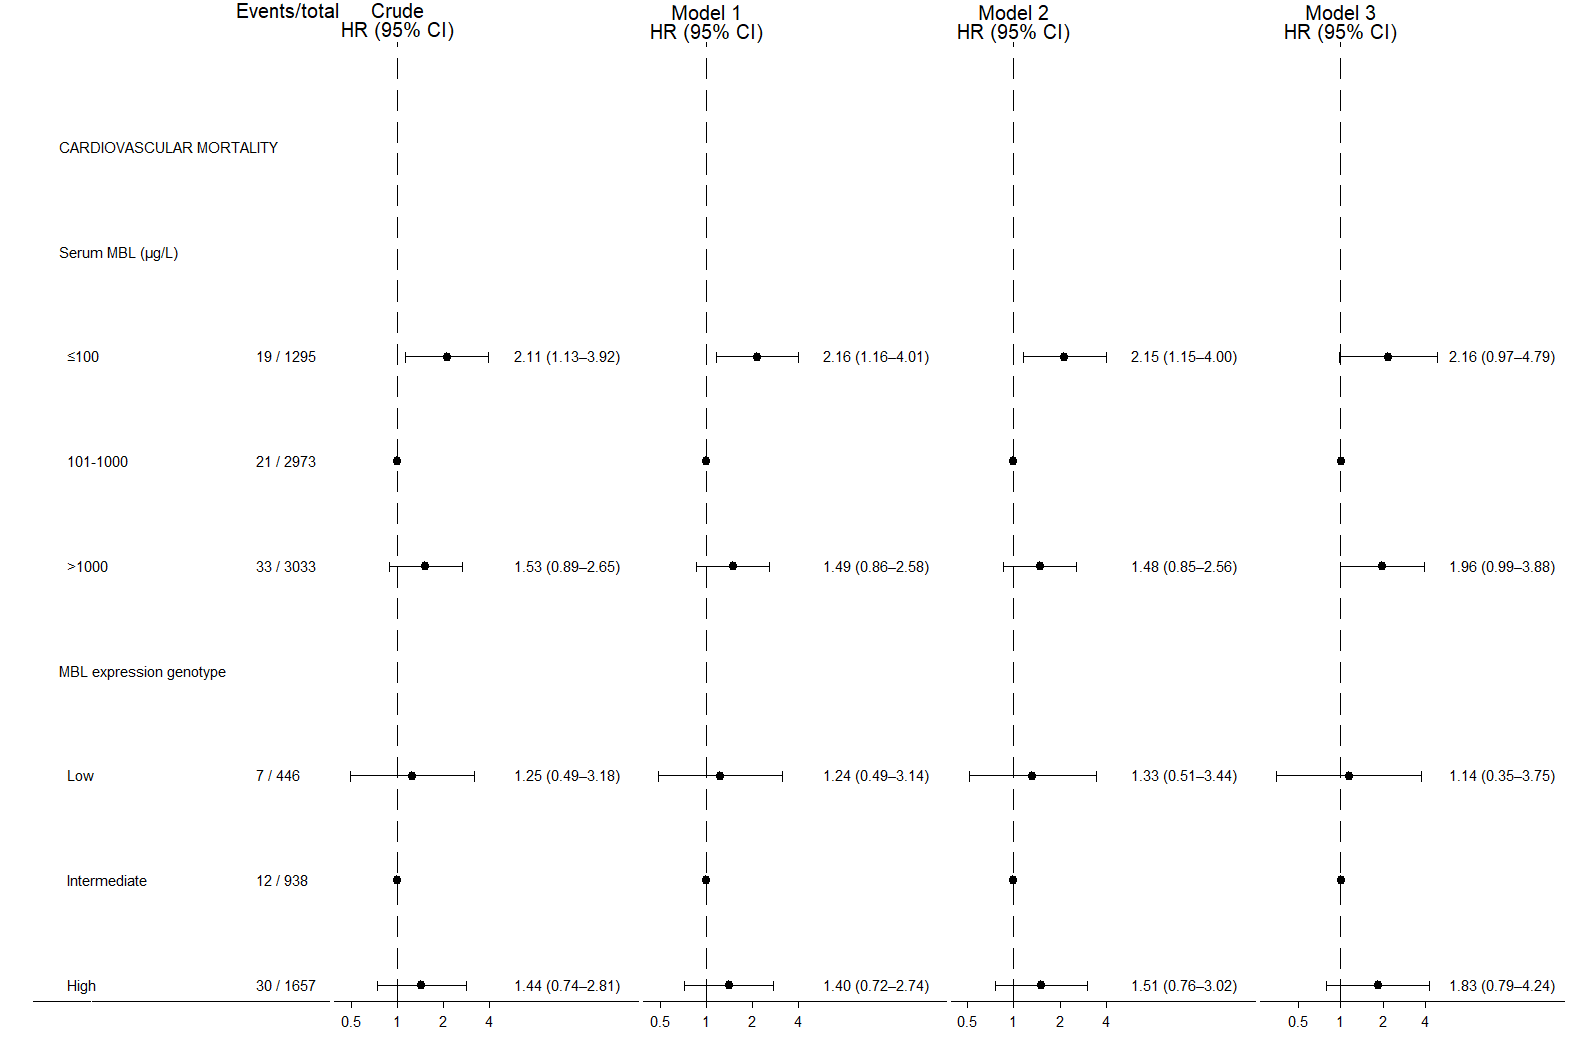 Events/total Crude Model 1 Model 2 Model 3
HR (95% CI) HR (95% CI) HR (95% CI) HR (95% CI)
CARDIOVASCULAR MORTALITY
Serum MBL (µg/L)
≤100 19 / 1295 2.11 (1.13–3.92) 2.16 (1.16–4.01) 2.15 (1.15–4.00) 2.16 (0.97–4.79)
101-1000 21 / 2973
>1000 33 / 3033 1.53 (0.89–2.65) 1.49 (0.86–2.58) 1.48 (0.85–2.56) 1.96 (0.99–3.88)
MBL expression genotype
Low 7 / 446 1.25 (0.49–3.18) 1.24 (0.49–3.14) 1.33 (0.51–3.44) 1.14 (0.35–3.75)
Intermediate 12 / 938
High 30 / 1657 1.44 (0.74–2.81) 1.40 (0.72–2.74) 1.51 (0.76–3.02) 1.83 (0.79–4.24)
0.5 1 2 4 0.5 1 2 4 0.5 1 2 4 0.5 1 2 4